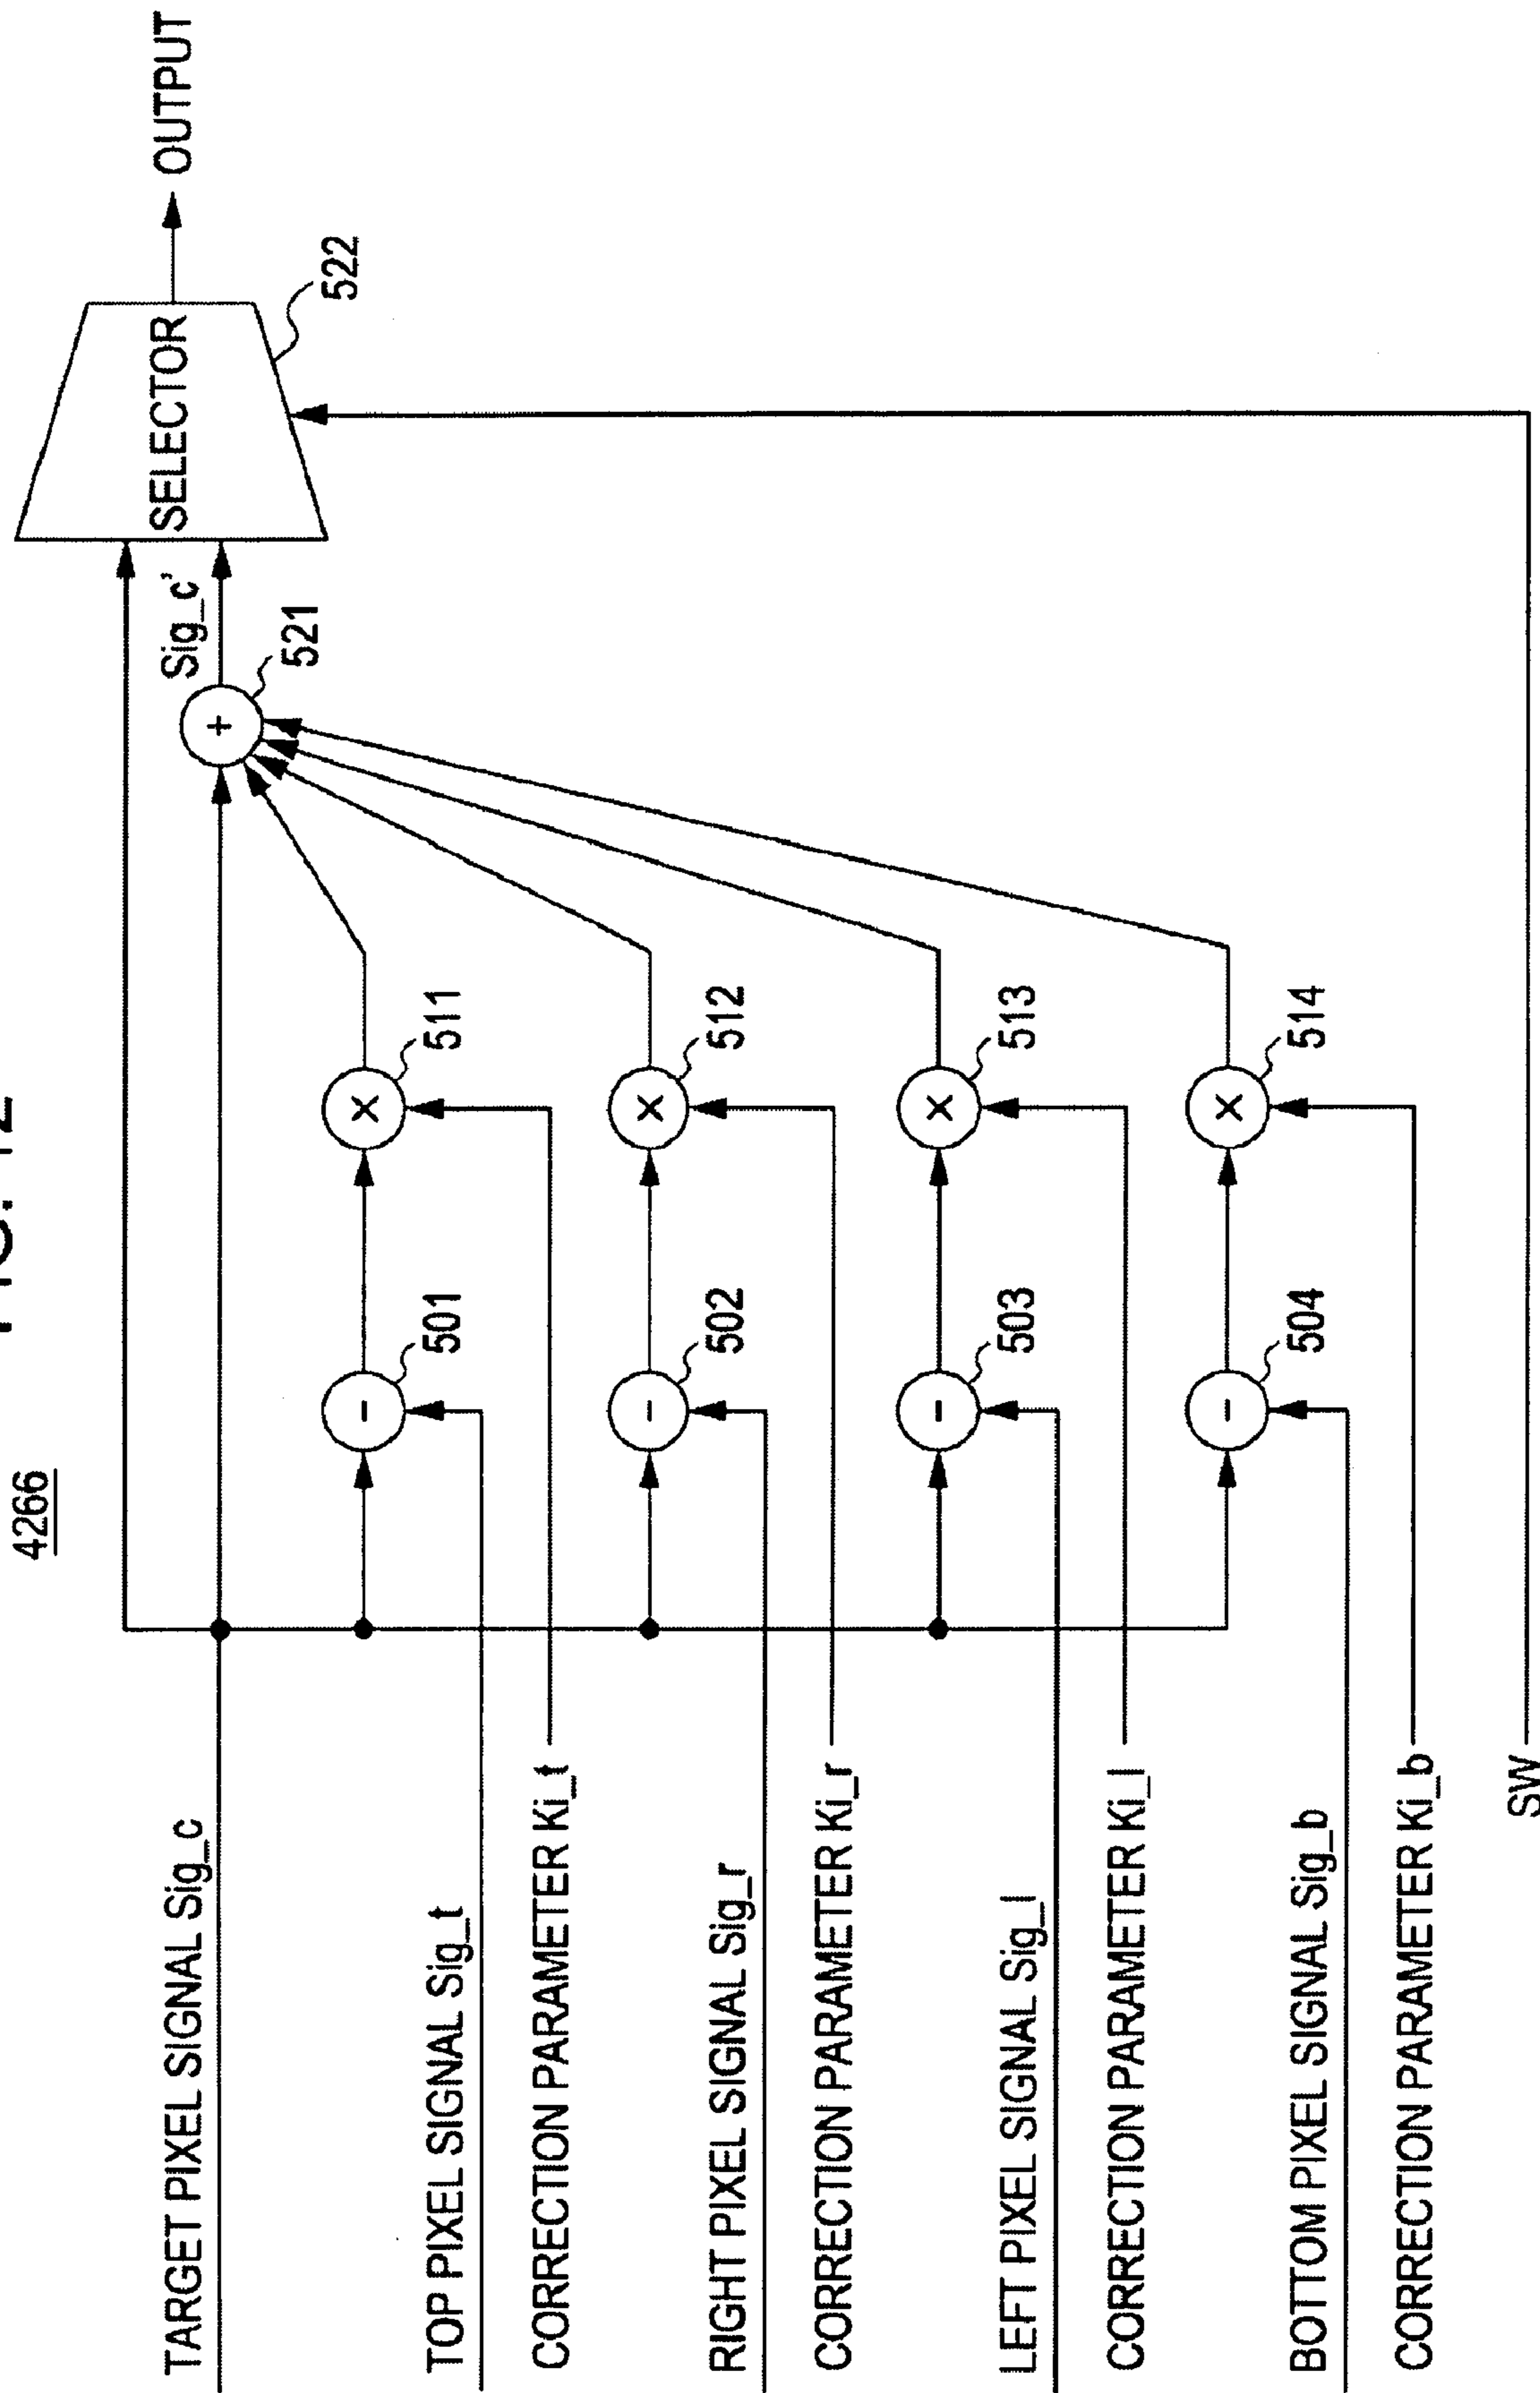 FIG. 12
4266
TARGET PIXEL SIGNAL Sig_c
TOP PIXEL SIGNAL Sig_t
CORRECTION PARAMETER Ki_t
RIGHT PIXEL SIGNAL Sig_r
CORRECTION PARAMETER Ki_r
LEFT PIXEL SIGNAL Sig_l
CORRECTION PARAMETER Ki_l
BOTTOM PIXEL SIGNAL Sig_b
CORRECTION PARAMETER Ki_b
SW
-
501
-
502
-
503
-
504
×
511
×
512
×
513
×
514
+
521
Sig_c'
SELECTOR
522
OUTPUT